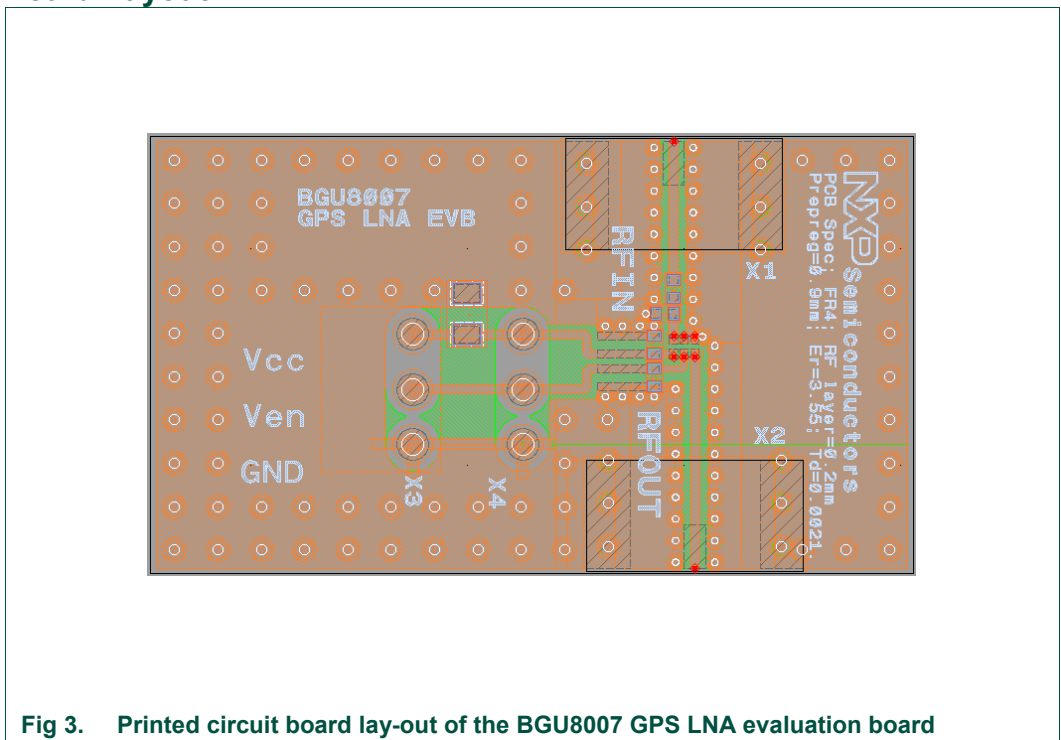 BGU8007
GPS LNA EVB
RFIN
X1
NXP Semiconductors
PCB Spec: FR4; RF layer=0.2mm
Prepreg=0.9mm; Er=3.55; Td=0.0021.
Vcc
Ven
GND
X3
X4
RFOUT
X2
Fig 3. Printed circuit board lay-out of the BGU8007 GPS LNA evaluation board